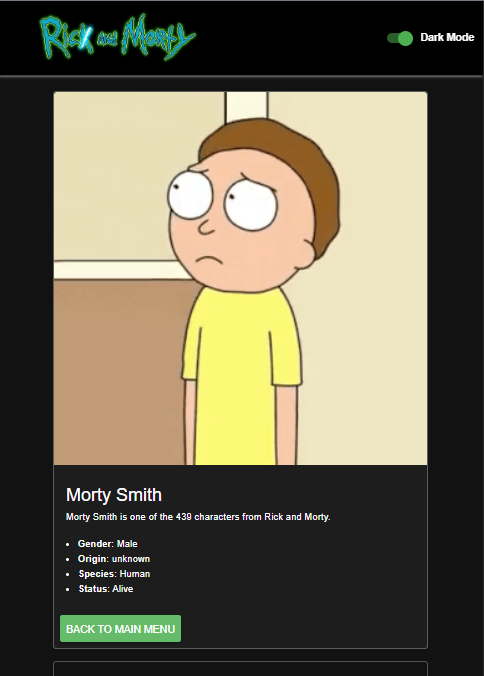 Rick and Morty
Dark Mode
Morty Smith
Morty Smith is one of the 439 characters from Rick and Morty.
• Gender: Male
• Origin: unknown
• Species: Human
• Status: Alive
BACK TO MAIN MENU